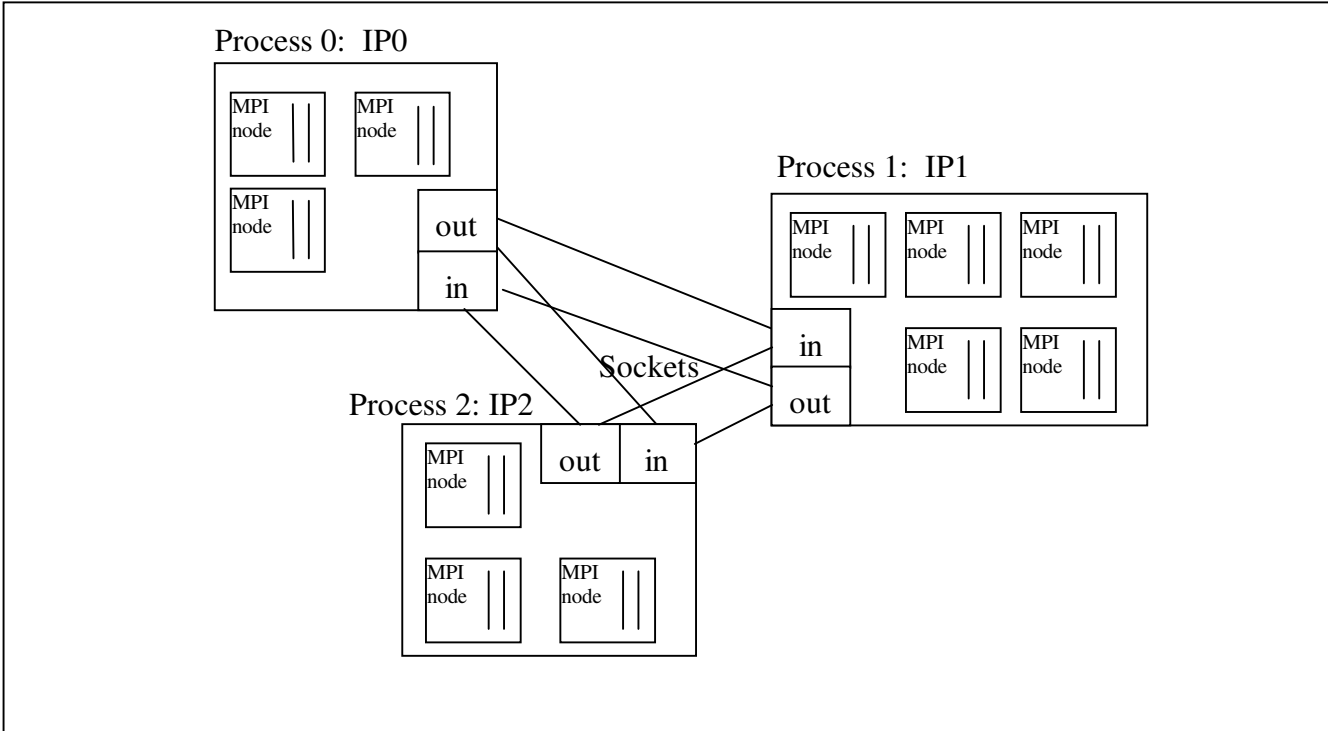 Process 0: IP0
MPI
node
MPI
node
MPI
node
out
in
Process 1: IP1
MPI
node
MPI
node
MPI
node
in
MPI
node
MPI
node
out
Sockets
Process 2: IP2
out
in
MPI
node
MPI
node
MPI
node